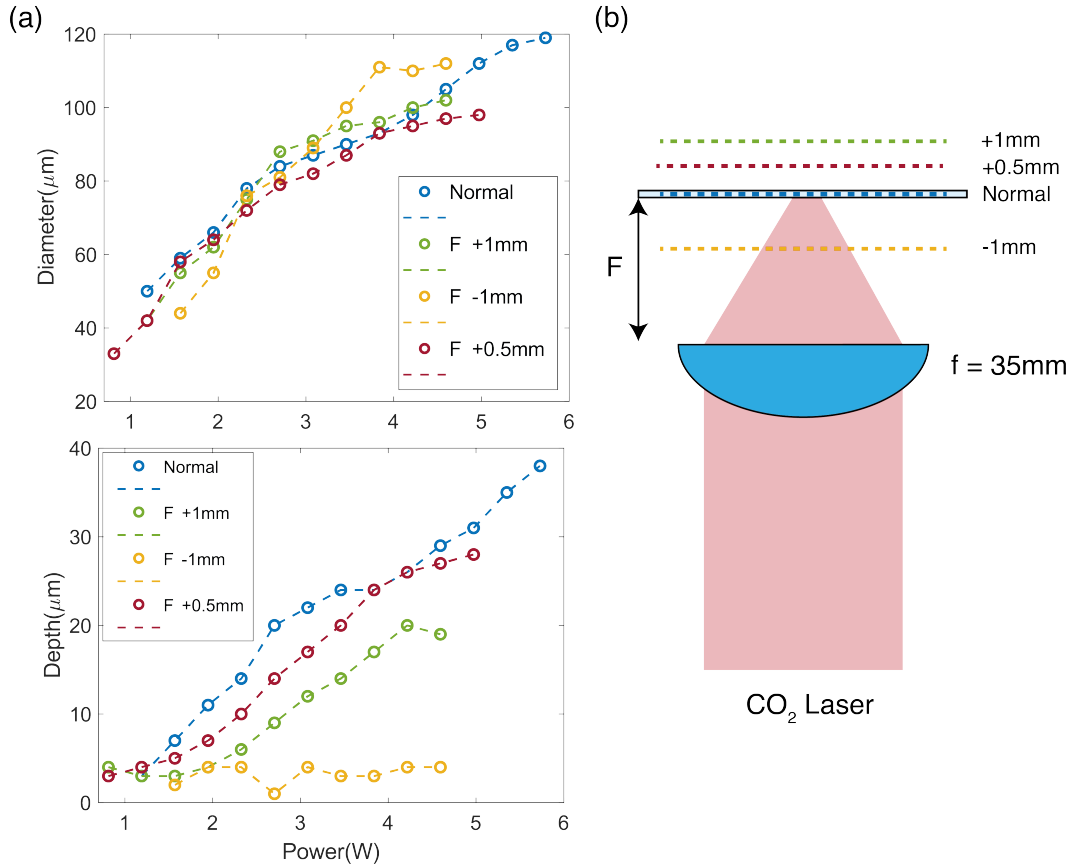 (a)
120
100
80
60
40
20
Diameter(μm)
1
2
3
4
5
6
Normal
F +1mm
F -1mm
F +0.5mm
40
30
20
10
0
Depth(μm)
Normal
F +1mm
F -1mm
F +0.5mm
1
2
3
4
5
6
Power(W)
(b)
+1mm
+0.5mm
Normal
-1mm
F
f = 35mm
CO₂ Laser